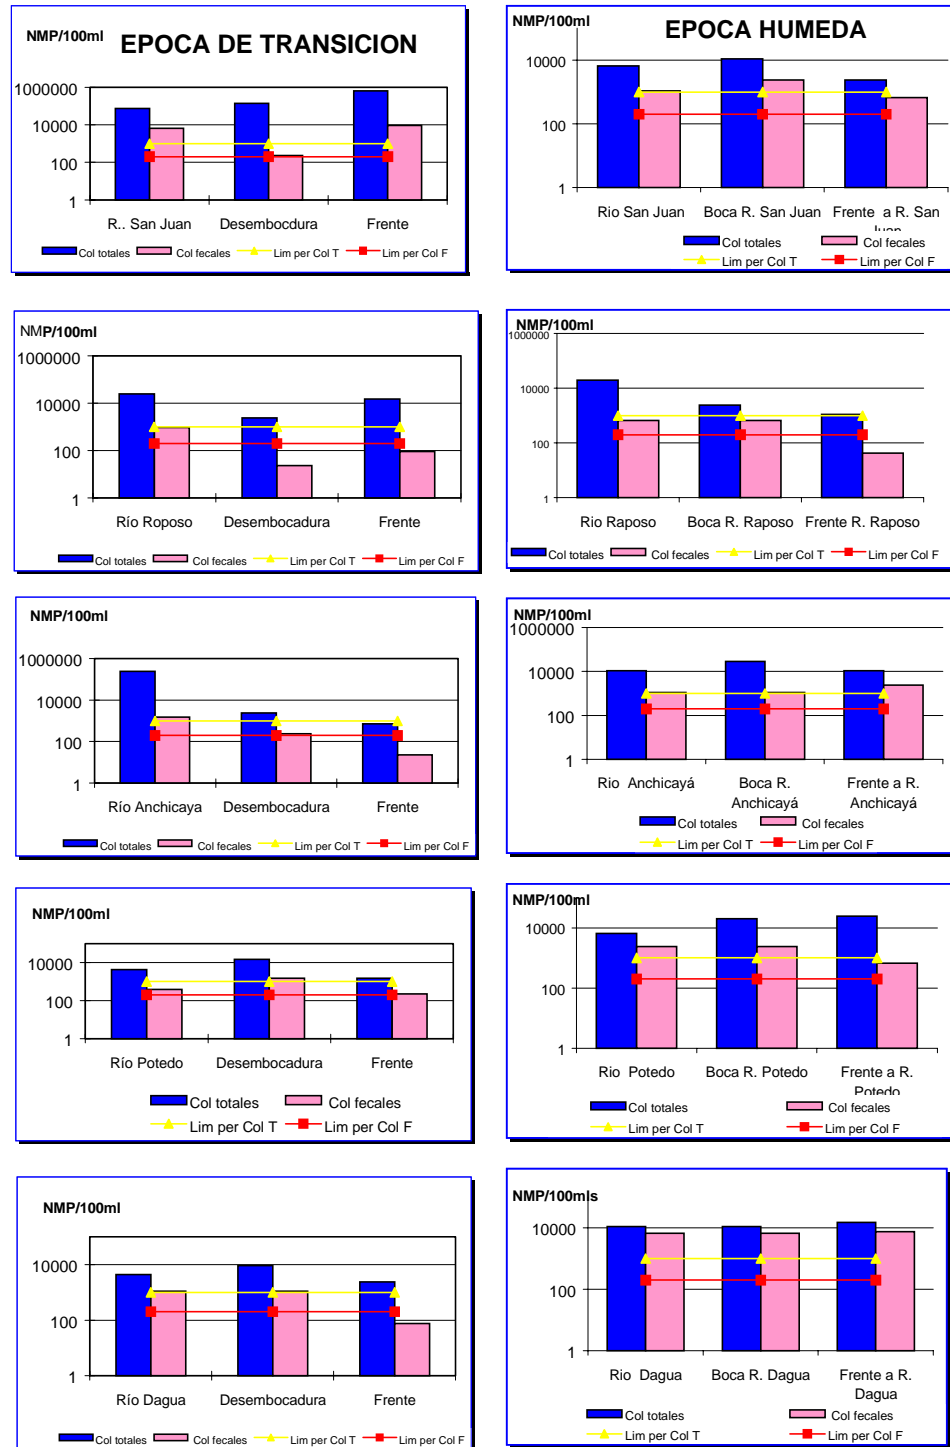 NMP/100ml
EPOCA DE TRANSICION
1000000
10000
100
1
R.. San Juan
Desembocdura
Frente
Col totales
Col fecales
Lim per Col T
Lim per Col F
EPOCA HUMEDA
NMP/100ml
10000
100
1
Rio San Juan
Boca R. San Juan
Frente a R. San
Juan
Col totales
Col fecales
Lim per Col T
Lim per Col F
NMP/100ml
1000000
10000
100
1
Río Roposo
Desembocadura
Frente
Col totales
Col fecales
Lim per Col T
Lim per Col F
NMP/100ml
1000000
10000
100
1
Rio Raposo
Boca R. Raposo
Frente R. Raposo
Col totales
Col fecales
Lim per Col T
Lim per Col F
NMP/100ml
1000000
10000
100
1
Río Anchicaya
Desembocadura
Frente
Col totales
Col fecales
Lim per Col T
Lim per Col F
NMP/100ml
1000000
10000
100
1
Rio Anchicayá
Boca R.
Anchicayá
Frente a R.
Anchicayá
Col totales
Col fecales
Lim per Col T
Lim per Col F
NMP/100ml
10000
100
1
Río Potedo
Desembocadura
Frente
Col totales
Col fecales
Lim per Col T
Lim per Col F
NMP/100ml
10000
100
1
Rio Potedo
Boca R. Potedo
Frente a R.
Potedo
Col totales
Col fecales
Lim per Col T
Lim per Col F
NMP/100ml
10000
100
1
Río Dagua
Desembocadura
Frente
Col totales
Col fecales
Lim per Col T
Lim per Col F
NMP/100mls
10000
100
1
Rio Dagua
Boca R. Dagua
Frente a R.
Dagua
Col totales
Col fecales
Lim per Col T
Lim per Col F